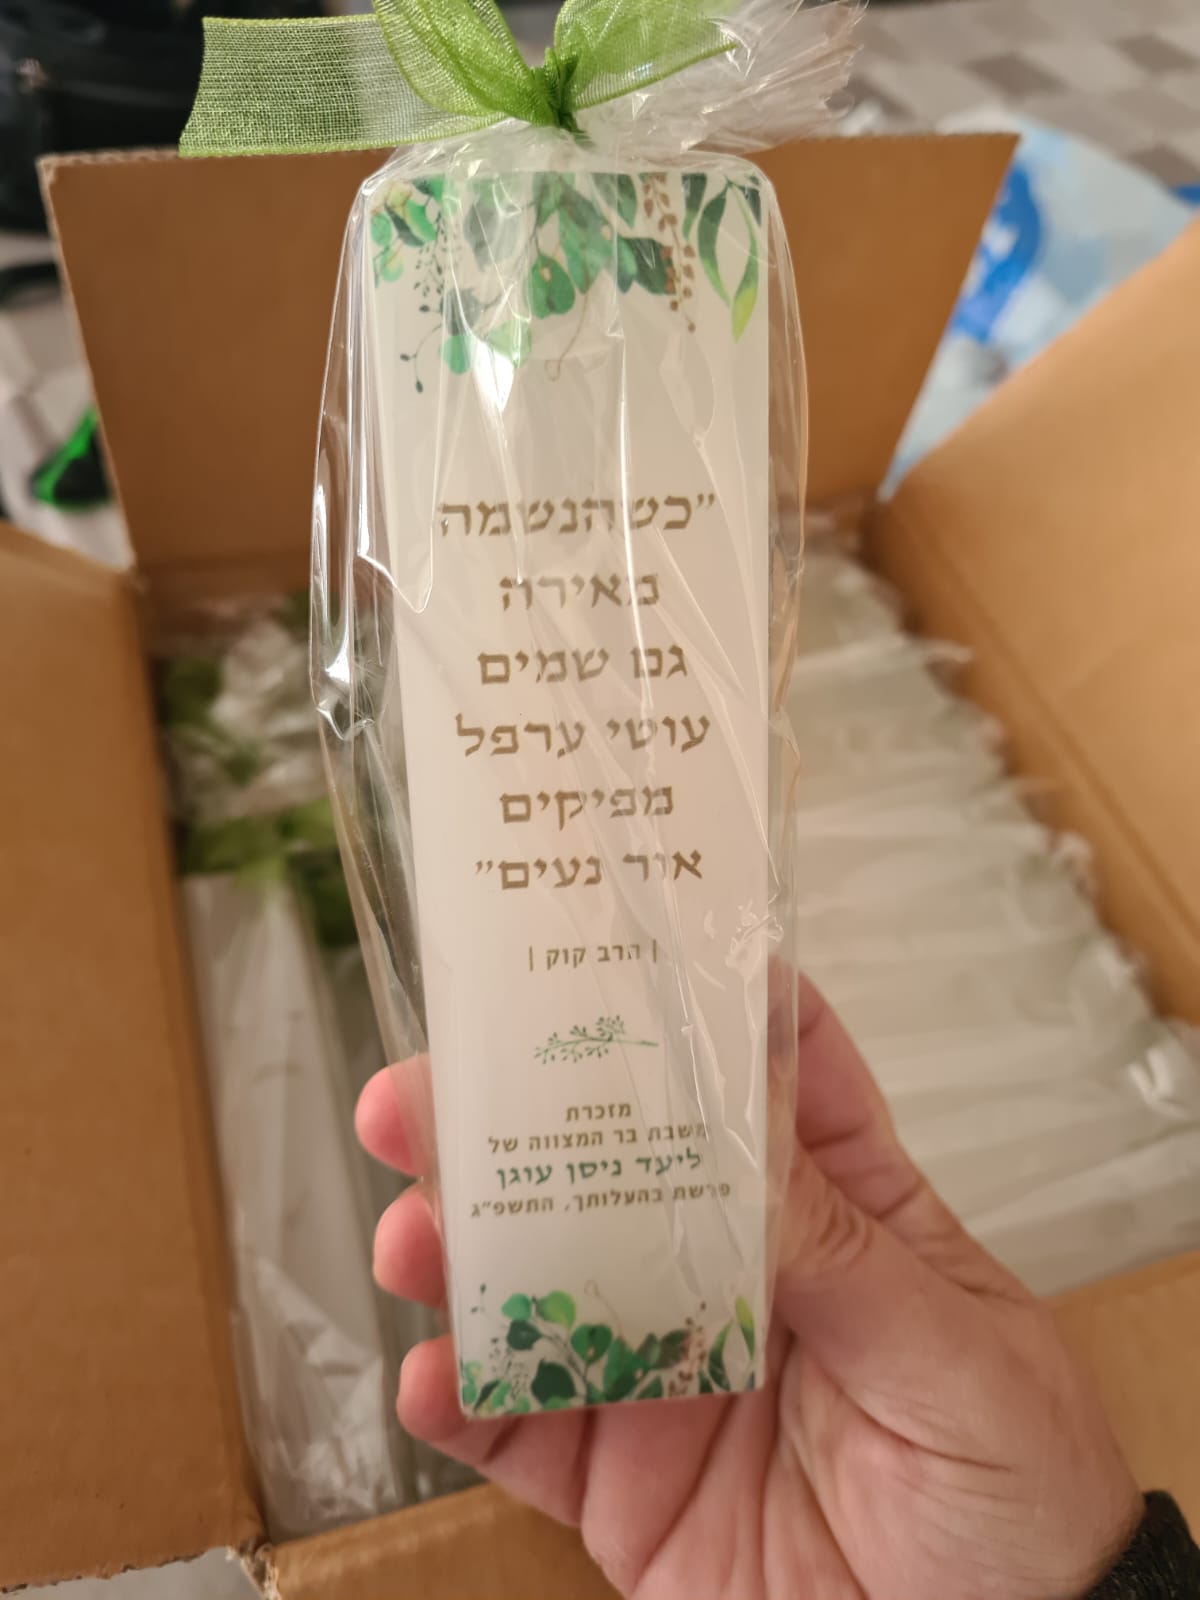 "כשהנשמה
מאירה
גם שמים
עוטי ערפל
מפיקים
אור נעים"
| הרב קוק |
מזכרת
משבת בר המצווה של
ליעד ניסן עוגן
פרשת בהעלותך, התשפ"ג